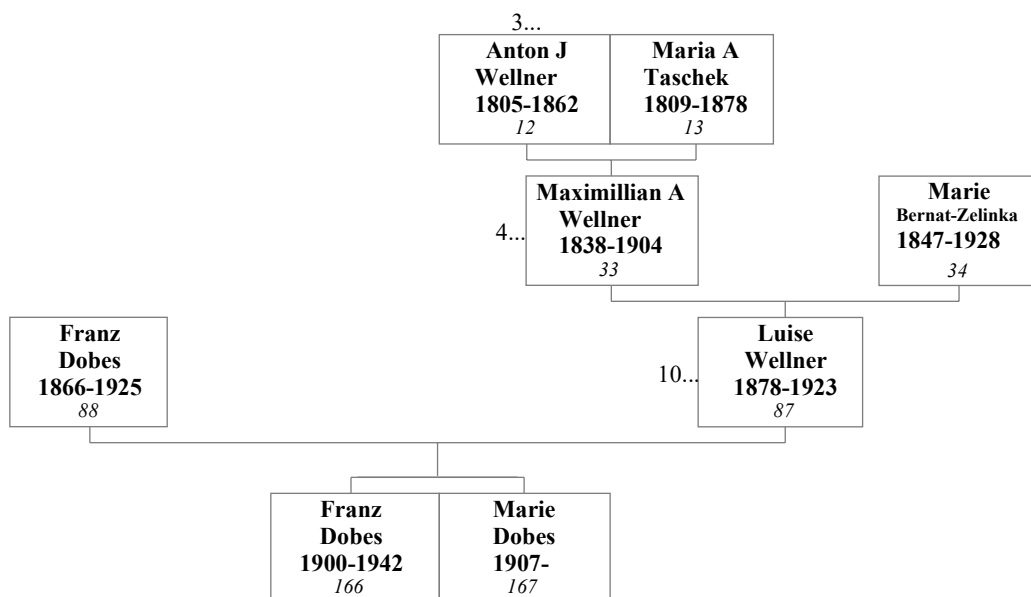 3...
Anton J
Wellner
1805-1862
12
Maria A
Taschek
1809-1878
13
4...
Maximillian A
Wellner
1838-1904
33
Marie
Bernat-Zelinka
1847-1928
34
Franz
Dobes
1866-1925
88
10...
Luise
Wellner
1878-1923
87
Franz
Dobes
1900-1942
166
Marie
Dobes
1907-
167